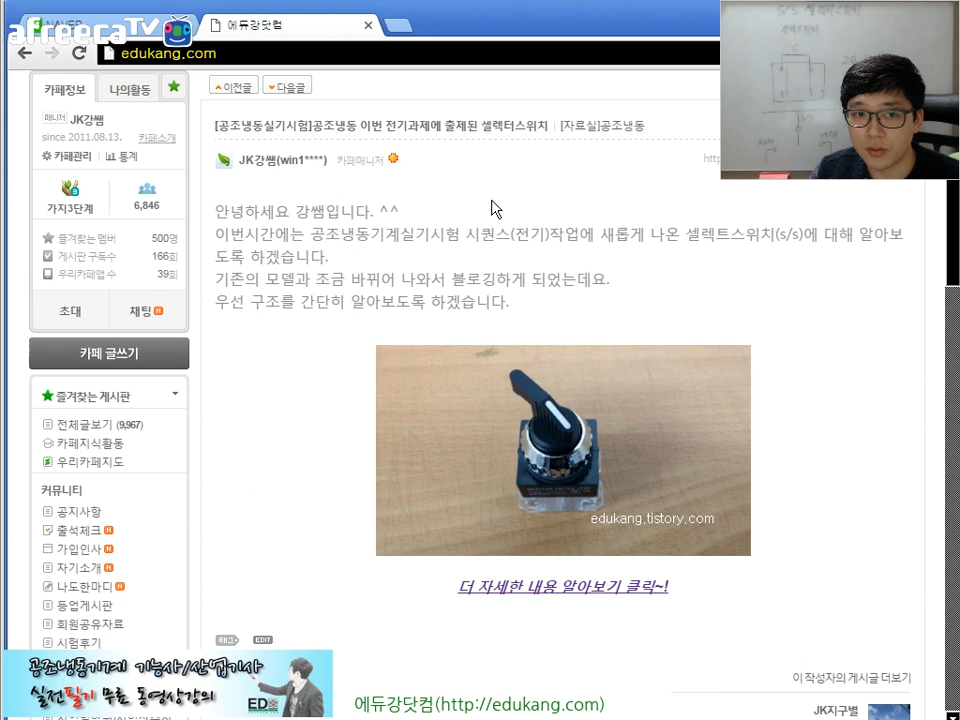 NAVER
afreeca TV
에듀강닷컴
edukang.com
카페정보
나의활동
매니저 JK강쌤
since 2011.08.13.
카페소개
카페관리
통계
가지3단계
6,846
즐겨찾는 멤버 500명
게시판 구독수 166회
우리카페앱 수 39회
초대
채팅
카페 글쓰기
즐겨찾는 게시판
전체글보기 (9,967)
카페지식활동
우리카페지도
커뮤니티
공지사항
출석체크
가입인사
자기소개
나도한마디
등업게시판
회원공유자료
시험후기
이전글
다음글
[공조냉동실기시험]공조냉동 이번 전기과제에 출제된 셀렉터스위치 | [자료실]공조냉동
JK강쌤(win1****) 카페매니저
htt
안녕하세요 강쌤입니다. ^^
이번시간에는 공조냉동기계실기시험 시퀀스(전기)작업에 새롭게 나온 셀렉트스위치(s/s)에 대해 알아보
도록 하겠습니다.
기존의 모델과 조금 바뀌어 나와서 블로깅하게 되었는데요.
우선 구조를 간단히 알아보도록 하겠습니다.
edukang.tistory.com
더 자세한 내용 알아보기 클릭~!
태그
EDIT
이 작성자의 게시글 더보기
JK지구별
공조냉동기계 기능사/산업기사
실전필기 무료 동영상강의
에듀강닷컴(http://edukang.com)